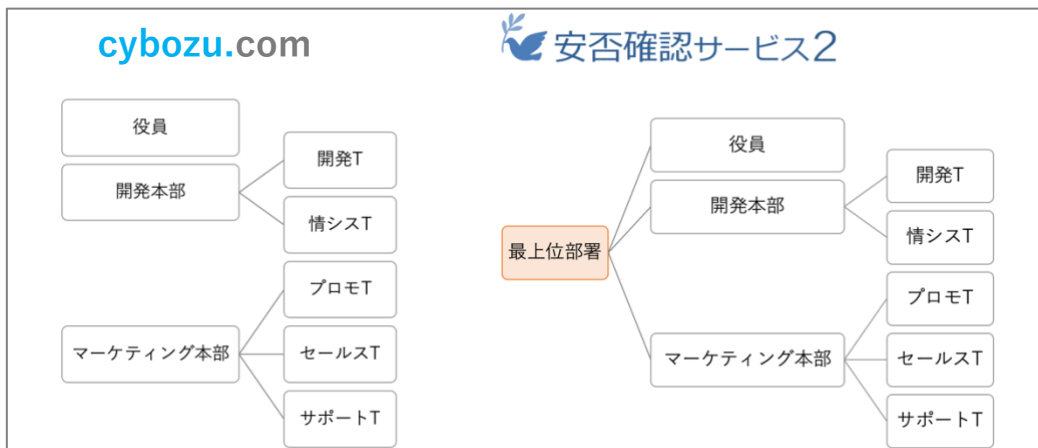 cybozu.com
役員
開発本部
開発T
情シスT
マーケティング本部
プロモT
セールスT
サポートT
安否確認サービス2
最上位部署
役員
開発本部
開発T
情シスT
マーケティング本部
プロモT
セールスT
サポートT